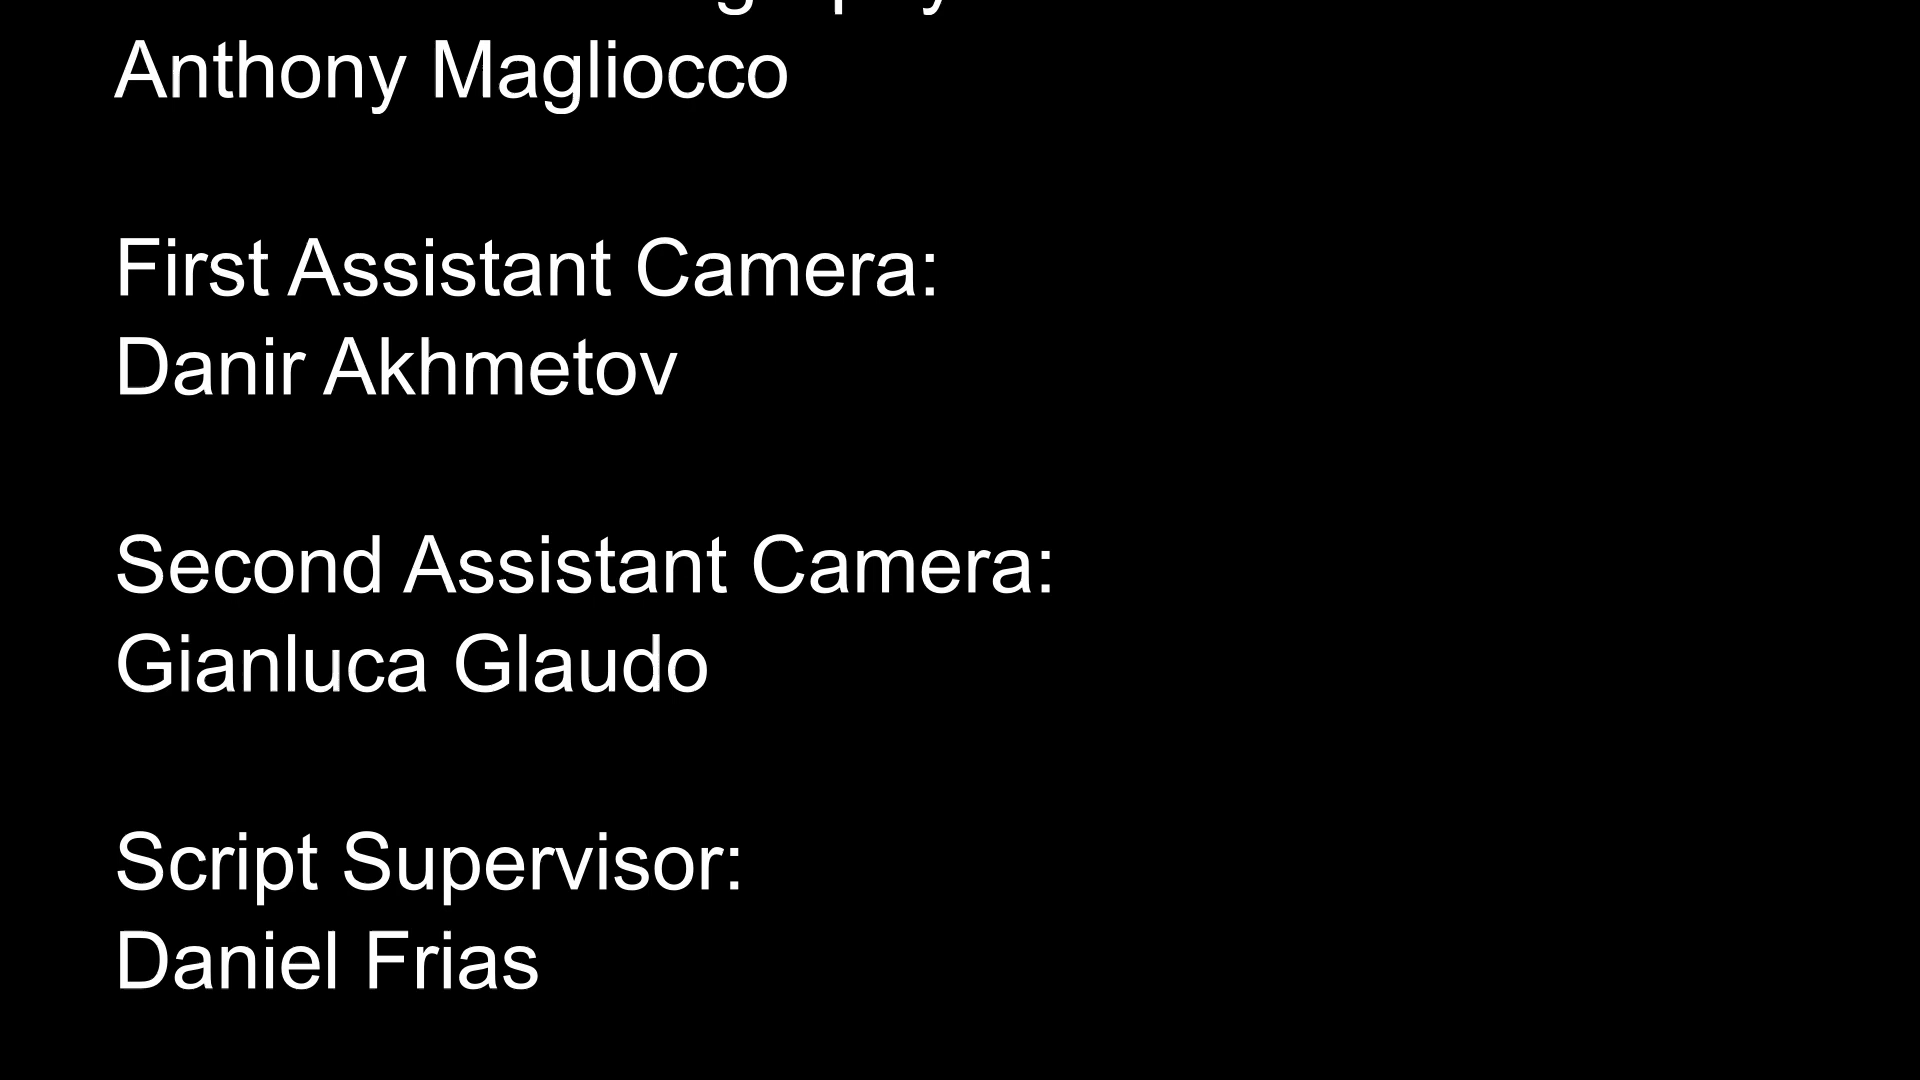 Anthony Magliocco
First Assistant Camera:
Danir Akhmetov
Second Assistant Camera:
Gianluca Glaudo
Script Supervisor:
Daniel Frias